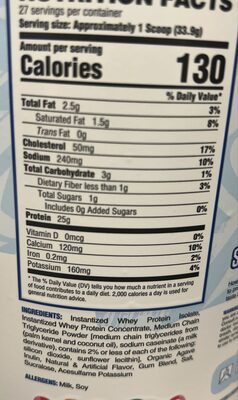 NUTRITION FACTS
27 servings per container
Serving size: Approximately 1 Scoop (33.9g)
Amount per serving
Calories 130
% Daily Value*
Total Fat 2.5g 3%
Saturated Fat 1.5g 8%
Trans Fat 0g
Cholesterol 50mg 17%
Sodium 240mg 10%
Total Carbohydrate 3g 1%
Dietary Fiber less than 1g 3%
Total Sugars 1g
Includes 0g Added Sugars 0%
Protein 25g
Vitamin D 0mcg 0%
Calcium 120mg 10%
Iron 0.2mg 2%
Potassium 160mg 4%
* The % Daily Value (DV) tells you how much a nutrient in a serving
of food contributes to a daily diet. 2,000 calories a day is used for
general nutrition advice.
INGREDIENTS: Instantized Whey Protein Isolate,
Instantized Whey Protein Concentrate, Medium Chain
Triglyceride Powder [medium chain triglycerides from
(palm kernel and coconut oil), sodium caseinate (a milk
derivative), contains 2% or less of each of the following:
silicon dioxide, sunflower lecithin], Organic Agave
Inulin, Natural & Artificial Flavor, Gum Blend, Salt,
Sucralose, Acesulfame Potassium
ALLERGENS: Milk, Soy